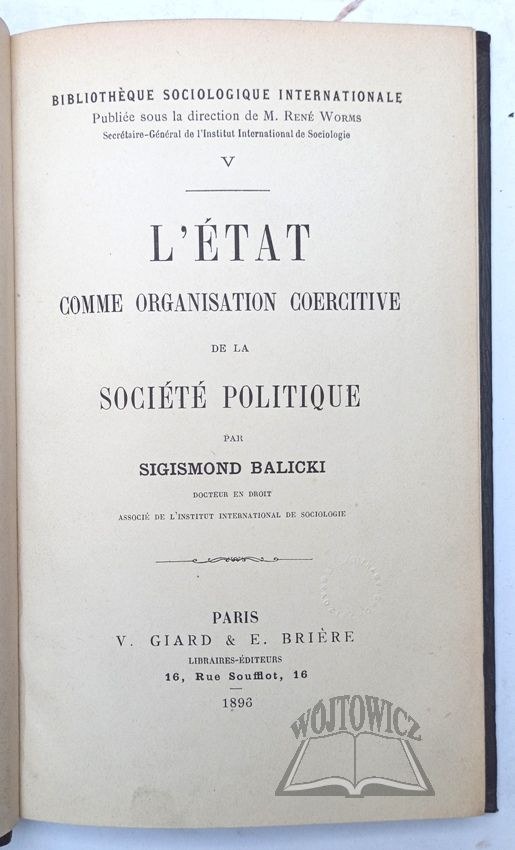 BIBLIOTHÈQUE SOCIOLOGIQUE INTERNATIONALE
Publiée sous la direction de M. RENÉ WORMS
Secrétaire-Général de l'Institut International de Sociologie
V
L'ÉTAT
COMME ORGANISATION COERCITIVE
DE LA
SOCIÉTÉ POLITIQUE
PAR
SIGISMOND BALICKI
DOCTEUR EN DROIT
ASSOCIÉ DE L'INSTITUT INTERNATIONAL DE SOCIOLOGIE
PARIS
V. GIARD & E. BRIÈRE
LIBRAIRES-ÉDITEURS
16, Rue Soufflot, 16
1896
WÓJTOWICZ